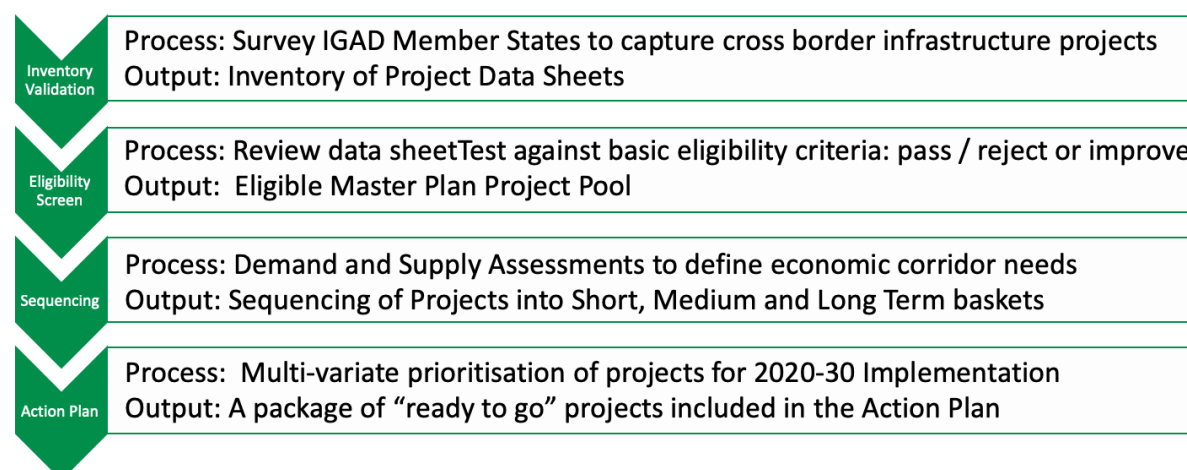 Inventory
Validation
Process: Survey IGAD Member States to capture cross border infrastructure projects
Output: Inventory of Project Data Sheets
Eligibility
Screen
Process: Review data sheetTest against basic eligibility criteria: pass / reject or improve
Output:  Eligible Master Plan Project Pool
Sequencing
Process: Demand and Supply Assessments to define economic corridor needs
Output: Sequencing of Projects into Short, Medium and Long Term baskets
Action Plan
Process:  Multi-variate prioritisation of projects for 2020-30 Implementation
Output: A package of “ready to go” projects included in the Action Plan